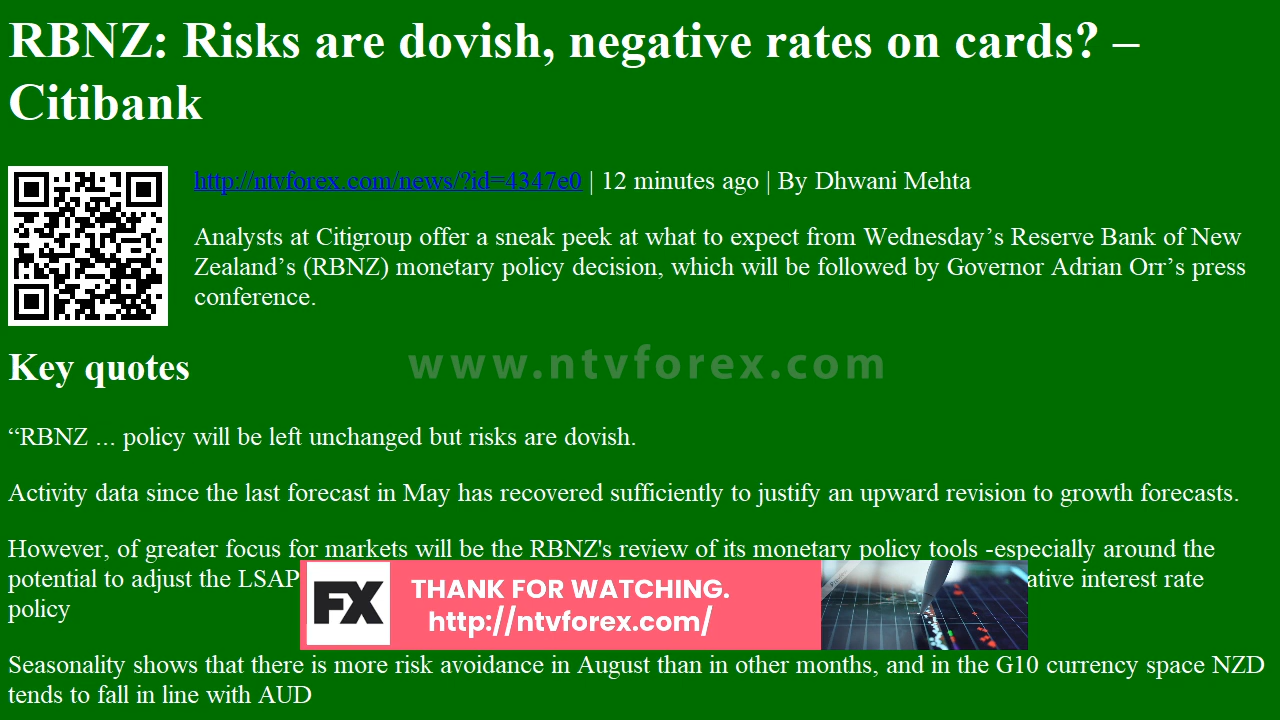 RBNZ: Risks are dovish, negative rates on cards? –
Citibank
http://ntvforex.com/news/?id=4347e0 | 12 minutes ago | By Dhwani Mehta
Analysts at Citigroup offer a sneak peek at what to expect from Wednesday’s Reserve Bank of New
Zealand’s (RBNZ) monetary policy decision, which will be followed by Governor Adrian Orr’s press
conference.
Key quotes
www.ntvforex.com
“RBNZ ... policy will be left unchanged but risks are dovish.
Activity data since the last forecast in May has recovered sufficiently to justify an upward revision to growth forecasts.
However, of greater focus for markets will be the RBNZ's review of its monetary policy tools -especially around the
potential to adjust the LSAP interest rate
policy
FX
THANK FOR WATCHING.
http://ntvforex.com/
Seasonality shows that there is more risk avoidance in August than in other months, and in the G10 currency space NZD
tends to fall in line with AUD